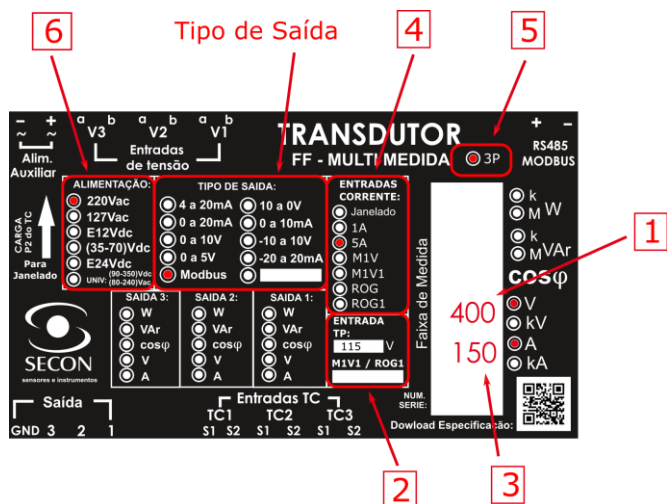 6
Tipo de Saída
4
5
- +
~ ~
Alim.
Auxiliar
a b a b a b
V3 V2 V1
Entradas
de tensão
TRANSDUTOR
FF - MULTI MEDIDA
3P
+ -
RS485
MODBUS
CARGA
P2 do TC
Para
Janelado
ALIMENTAÇÃO:
220Vac
127Vac
E12Vdc
(35-70)Vdc
E24Vdc
UNIV: (90-350)Vdc
(80-240)Vac
TIPO DE SAIDA:
4 a 20mA
0 a 20mA
0 a 10V
0 a 5V
Modbus
10 a 0V
0 a 10mA
-10 a 10V
-20 a 20mA
ENTRADAS
CORRENTE:
Janelado
1A
5A
M1V
M1V1
ROG
ROG1
Faixa de Medida
400
150
k
M W
k
M VAr
cosφ
V
kV
A
kA
1
SECON
sensores e instrumentos
SAIDA 3:
W
VAr
cosφ
V
A
SAIDA 2:
W
VAr
cosφ
V
A
SAIDA 1:
W
VAr
cosφ
V
A
ENTRADA
TP:
115 V
M1V1 / ROG1
Saída
GND 3 2 1
Entradas TC
TC1 TC2 TC3
S1 S2 S1 S2 S1 S2
NUM.
SERIE:
Dowload Especificação:
2
3